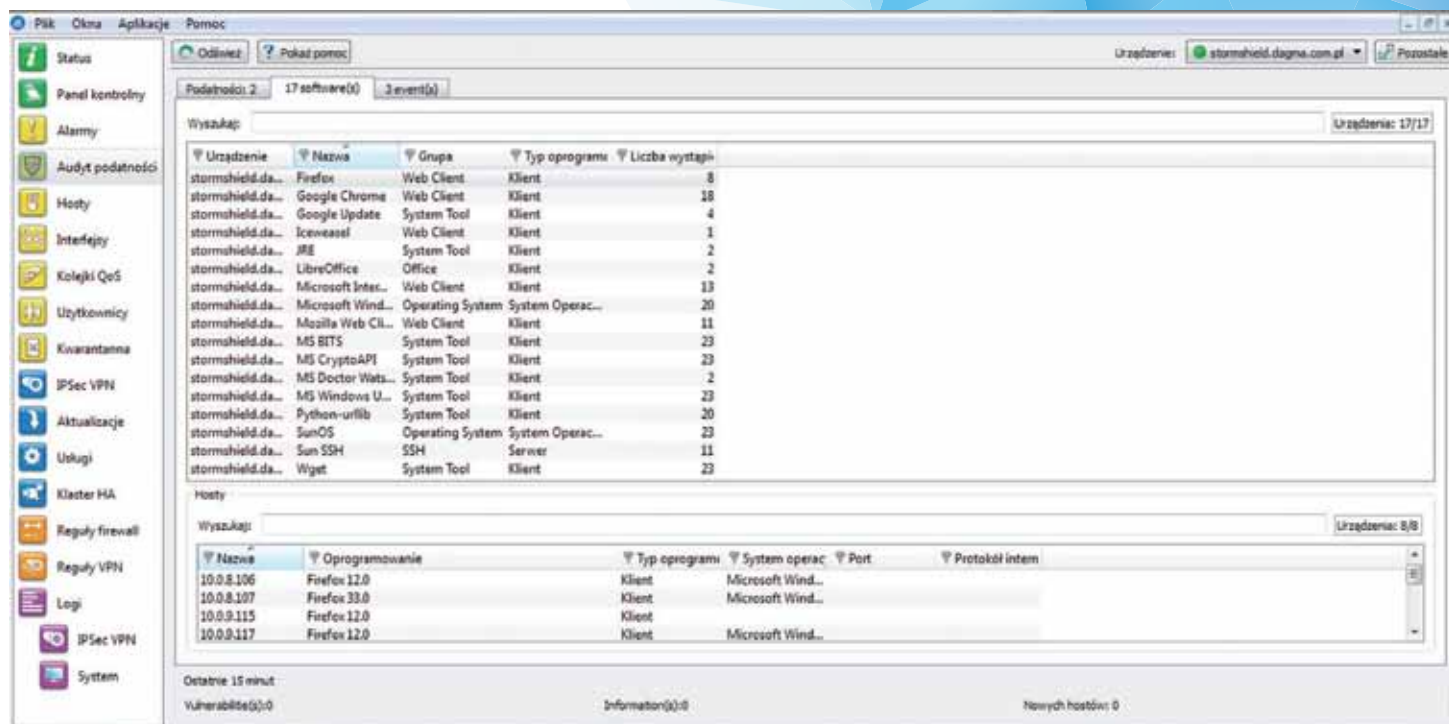 Plik Okna Aplikacje Pomoc
Status
Panel kontrolny
Alarmy
Audyt podatności
Hosty
Interfejsy
Kolejki QoS
Użytkownicy
Kwarantanna
IPSec VPN
Aktualizacje
Usługi
Klaster HA
Reguły firewall
Reguły VPN
Logi
IPSec VPN
System
Odśwież Pokaż pomoc Urządzenie: stormshield.dagma.com.pl Pozostałe
Podatności: 2 17 software(s) 3 event(s)
Wyszukaj: Urządzenia: 17/17
Urządzenie Nazwa Grupa Typ oprogramo Liczba wystąpi
stormshield.da... Firefox Web Client Klient 8
stormshield.da... Google Chrome Web Client Klient 18
stormshield.da... Google Update System Tool Klient 4
stormshield.da... Iceweasel Web Client Klient 1
stormshield.da... JRE System Tool Klient 2
stormshield.da... LibreOffice Office Klient 2
stormshield.da... Microsoft Inter... Web Client Klient 13
stormshield.da... Microsoft Wind... Operating System System Operac... 20
stormshield.da... Mozilla Web Cli... Web Client Klient 11
stormshield.da... MS BITS System Tool Klient 23
stormshield.da... MS CryptoAPI System Tool Klient 23
stormshield.da... MS Doctor Wats... System Tool Klient 2
stormshield.da... MS Windows U... System Tool Klient 23
stormshield.da... Python-urllib System Tool Klient 20
stormshield.da... SunOS Operating System System Operac... 23
stormshield.da... Sun SSH SSH Serwer 11
stormshield.da... Wget System Tool Klient 23
Hosty
Wyszukaj: Urządzenia: 8/8
Nazwa Oprogramowanie Typ oprogramo System operac Port Protokół intern
10.0.8.106 Firefox 12.0 Klient Microsoft Wind...
10.0.8.107 Firefox 33.0 Klient Microsoft Wind...
10.0.9.115 Firefox 12.0 Klient
10.0.9.117 Firefox 12.0 Klient Microsoft Wind...
Ostatnie 15 minut
Vulnerabilitie(s):0 Information(s):0 Nowych hostów: 0